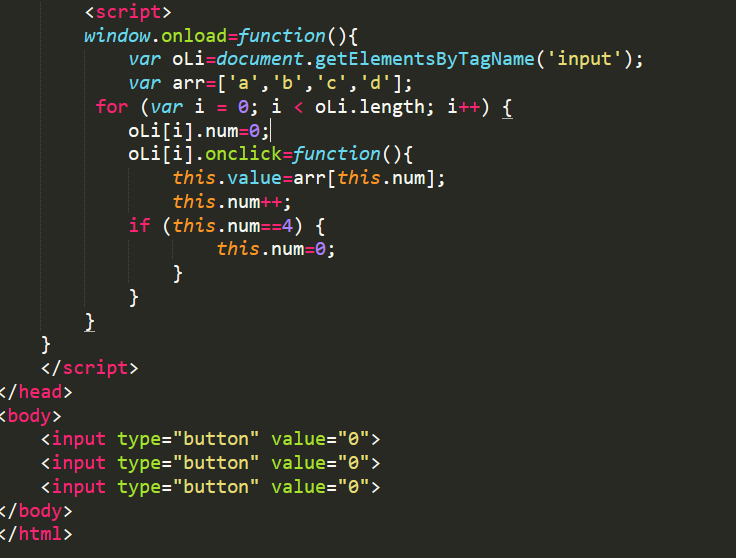 <script>
window.onload=function(){
var oLi=document.getElementsByTagName('input');
var arr=['a','b','c','d'];
for (var i = 0; i < oLi.length; i++) {
oLi[i].num=0;
oLi[i].onclick=function(){
this.value=arr[this.num];
this.num++;
if (this.num==4) {
this.num=0;
}
}
}
}
</script>
</head>
<body>
<input type="button" value="0">
<input type="button" value="0">
<input type="button" value="0">
</body>
</html>